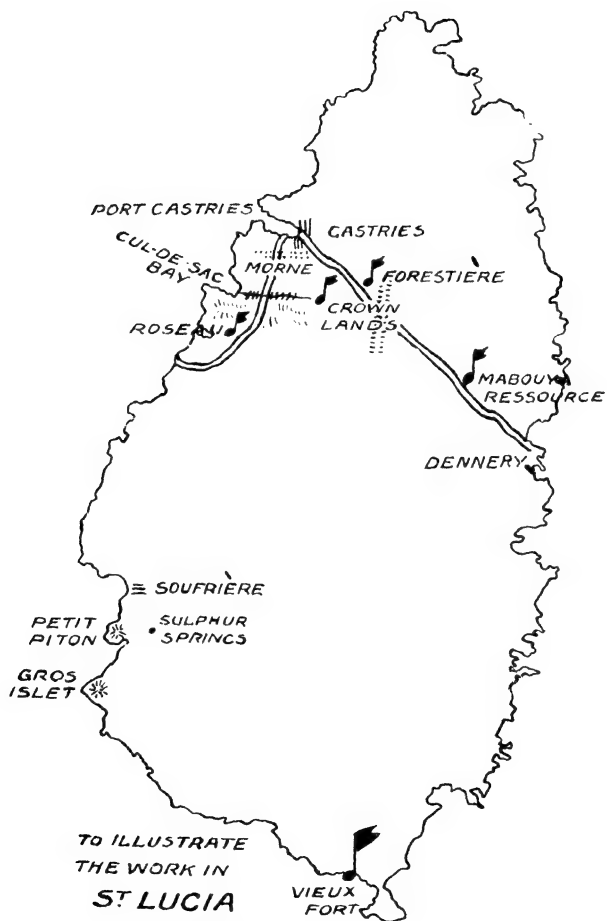 PORT CASTRIES
CASTRIES
CUL-DE-SAC
BAY
MORNE
FORESTIÈRE
CROWN
LANDS
ROSEAU
MABOUYA
RESSOURCE
DENNERY
SOUFRIÈRE
PETIT
PITON
SULPHUR
SPRINGS
GROS
ISLET
TO ILLUSTRATE
THE WORK IN
ST. LUCIA
VIEUX
FORT